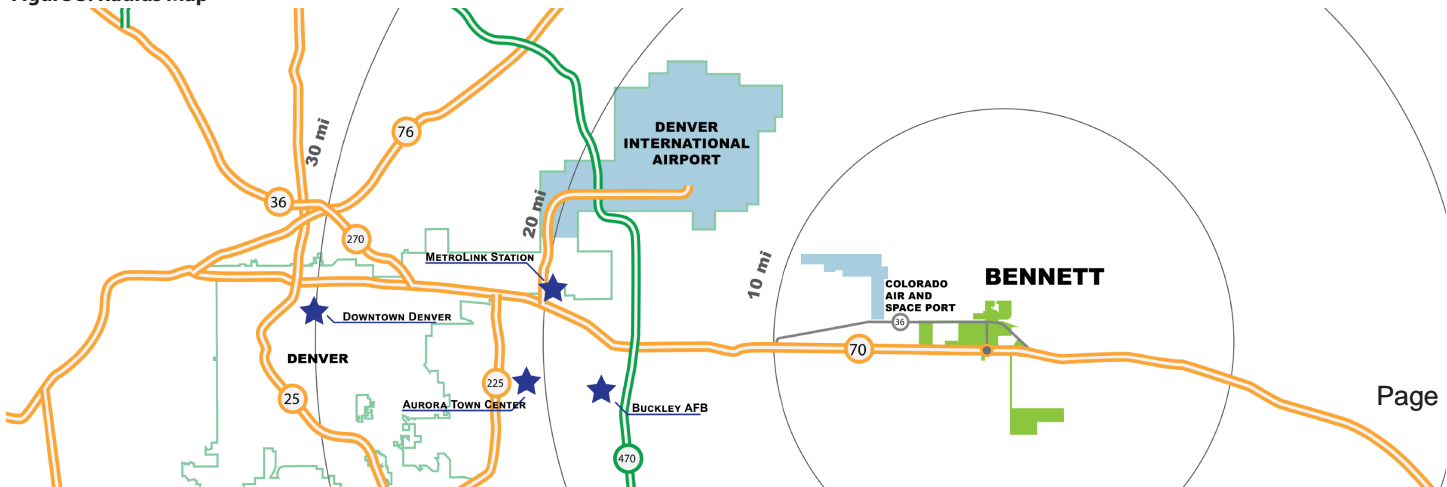 30 mi
76
DENVER
INTERNATIONAL
AIRPORT
36
20 mi
270
METROLINK STATION
10 mi
BENNETT
COLORADO
AIR AND
SPACE PORT
36
DOWNTOWN DENVER
70
DENVER
225
25
AURORA TOWN CENTER
BUCKLEY AFB
Page
470